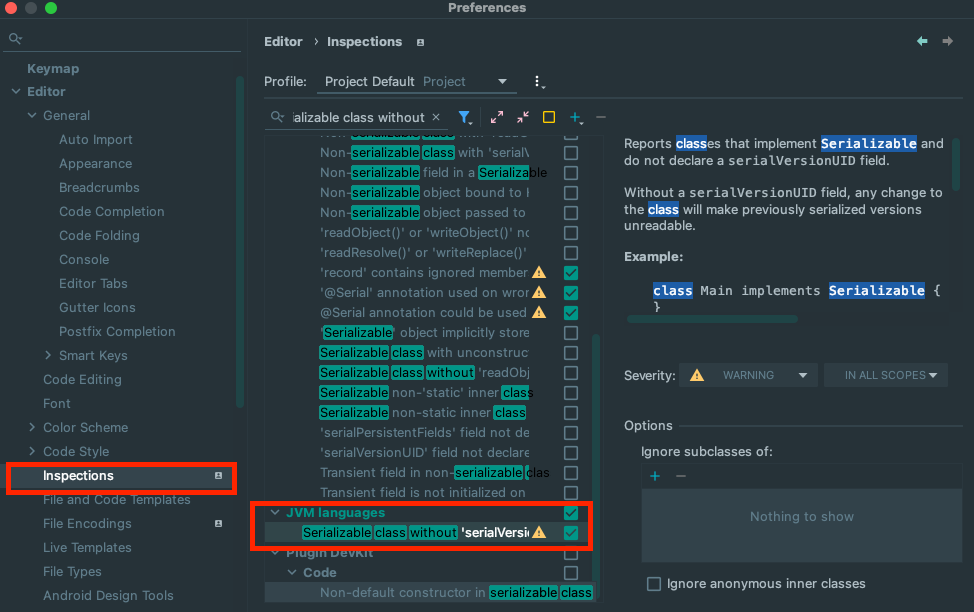 Preferences
Keymap
Editor
General
Auto Import
Appearance
Breadcrumbs
Code Completion
Code Folding
Console
Editor Tabs
Gutter Icons
Postfix Completion
Smart Keys
Code Editing
Font
Color Scheme
Code Style
Inspections
File and Code Templates
File Encodings
Live Templates
File Types
Android Design Tools
Editor › Inspections
Profile: Project Default Project
ializable class without
Non-serializable class with 'readO
Non-serializable class with 'serialV
Non-serializable field in a Serializable
Non-serializable object bound to H
Non-serializable object passed to
'readObject()' or 'writeObject()' no
'readResolve()' or 'writeReplace()'
'record' contains ignored member
'@Serial' annotation used on wron
@Serial annotation could be used
'Serializable' object implicitly store
Serializable class with unconstruct
Serializable class without 'readObj
Serializable non-'static' inner class
Serializable non-static inner class
'serialPersistentFields' field not de
'serialVersionUID' field not declare
Transient field in non-serializable clas
Transient field is not initialized on
JVM languages
Serializable class without 'serialVersi
Plugin DevKit
Code
Non-default constructor in serializable class
Reports classes that implement Serializable and
do not declare a serialVersionUID field.
Without a serialVersionUID field, any change to
the class will make previously serialized versions
unreadable.
Example:
class Main implements Serializable {
}
Severity: WARNING IN ALL SCOPES
Options
Ignore subclasses of:
Nothing to show
Ignore anonymous inner classes